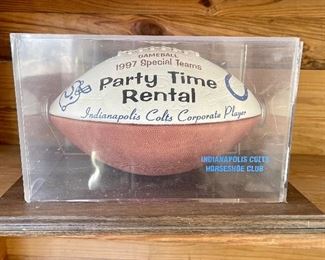 GAMEBALL
1997 Special Teams
Party Time
Rental
Indianapolis Colts Corporate Player
INDIANAPOLIS COLTS
HORSESHOE CLUB